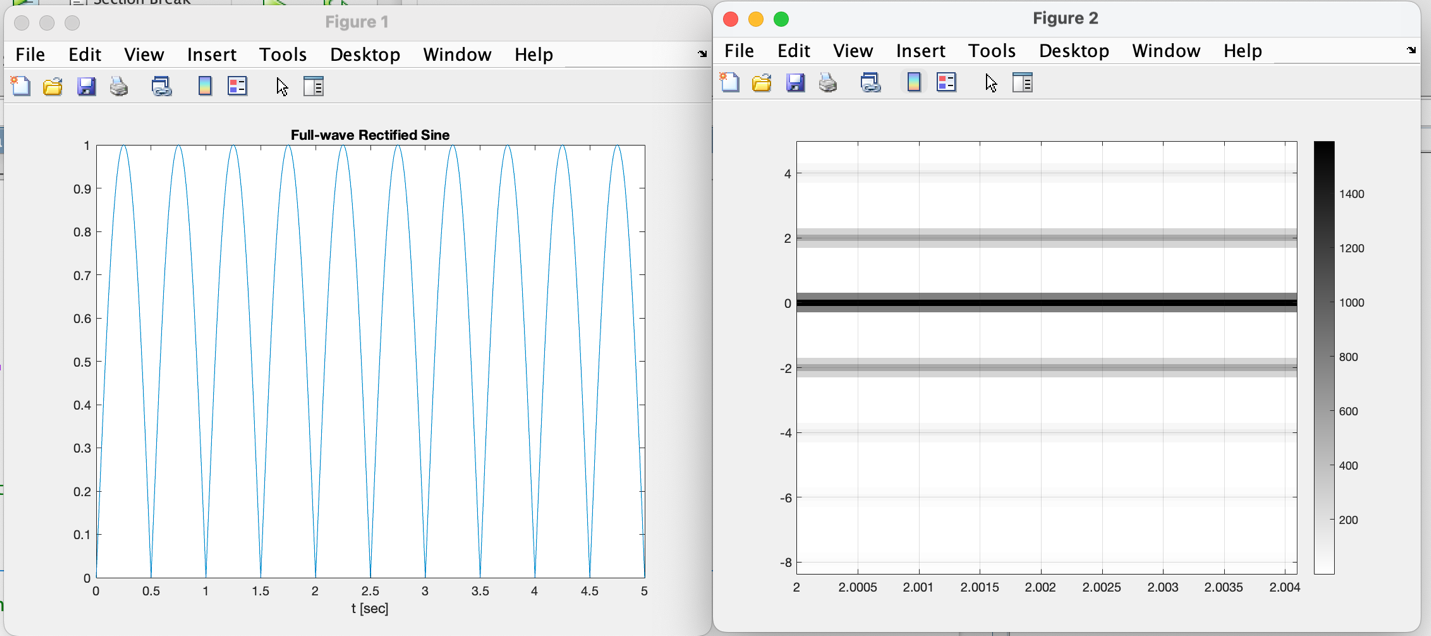 Section Break
Figure 1
File Edit View Insert Tools Desktop Window Help
Full-wave Rectified Sine
1
0.9
0.8
0.7
0.6
0.5
0.4
0.3
0.2
0.1
0
0 0.5 1 1.5 2 2.5 3 3.5 4 4.5 5
t [sec]
Figure 2
File Edit View Insert Tools Desktop Window Help
4
2
0
-2
-4
-6
-8
2 2.0005 2.001 2.0015 2.002 2.0025 2.003 2.0035 2.004
1400
1200
1000
800
600
400
200